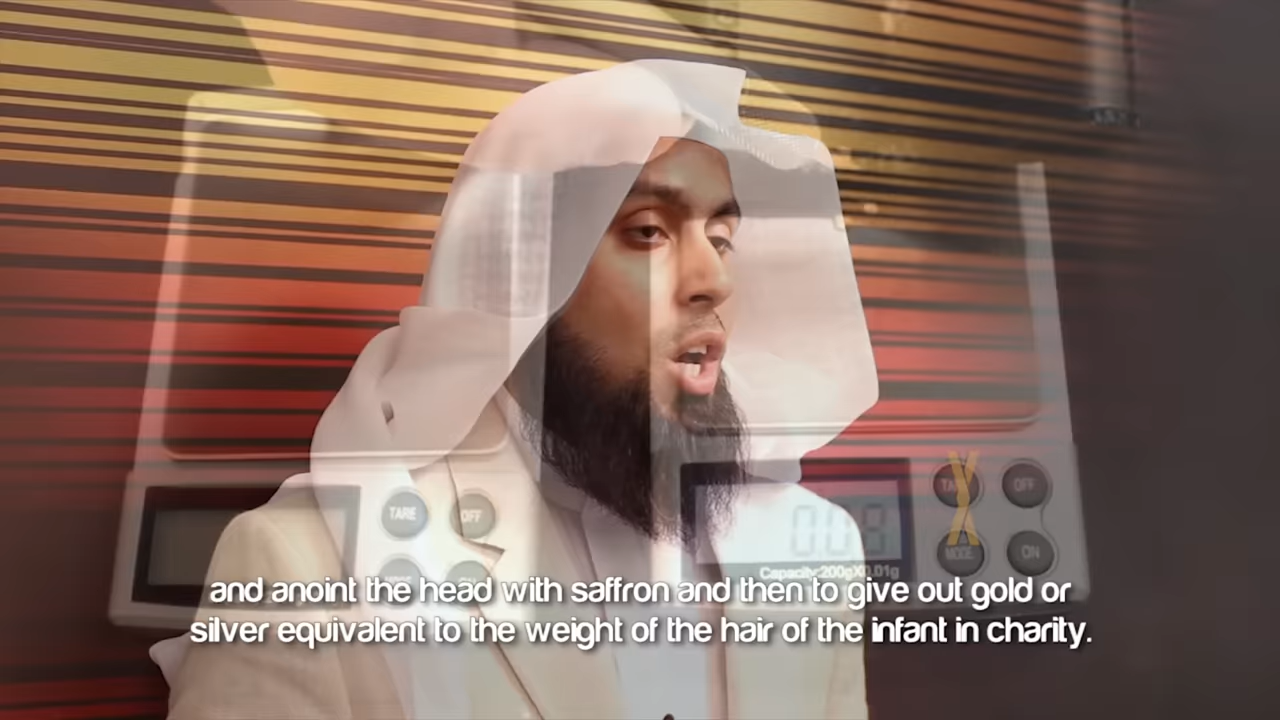 TARE OFF
008 TARE OFF
MODE ON
Capacity:200gX0.01g
and anoint the head with saffron and then to give out gold or
silver equivalent to the weight of the hair of the infant in charity.